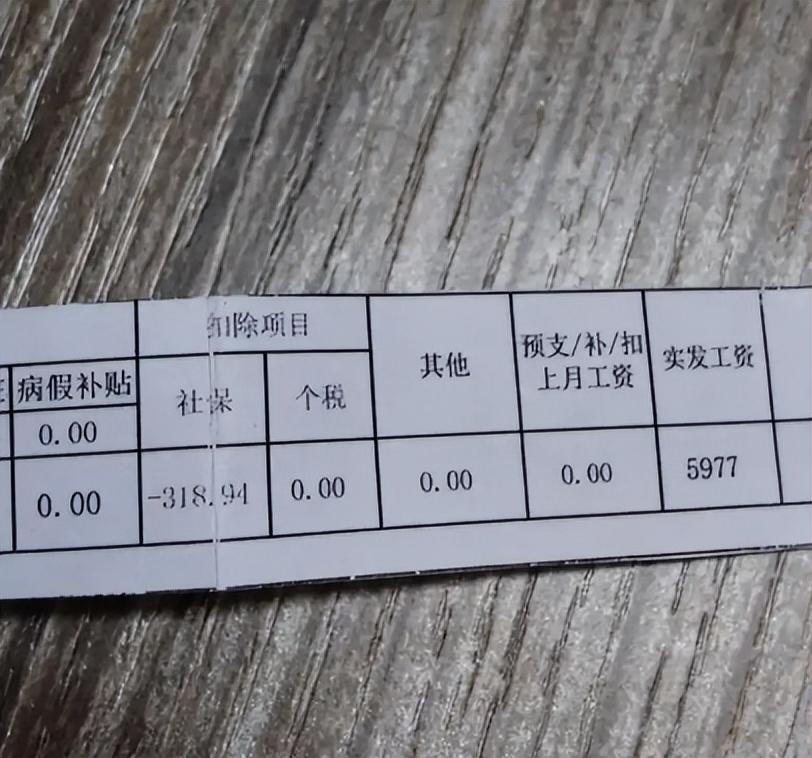 扣除项目
病假补贴
社保
个税
其他
预支/补/扣
上月工资
实发工资
0.00
0.00
-318.94
0.00
0.00
0.00
5977